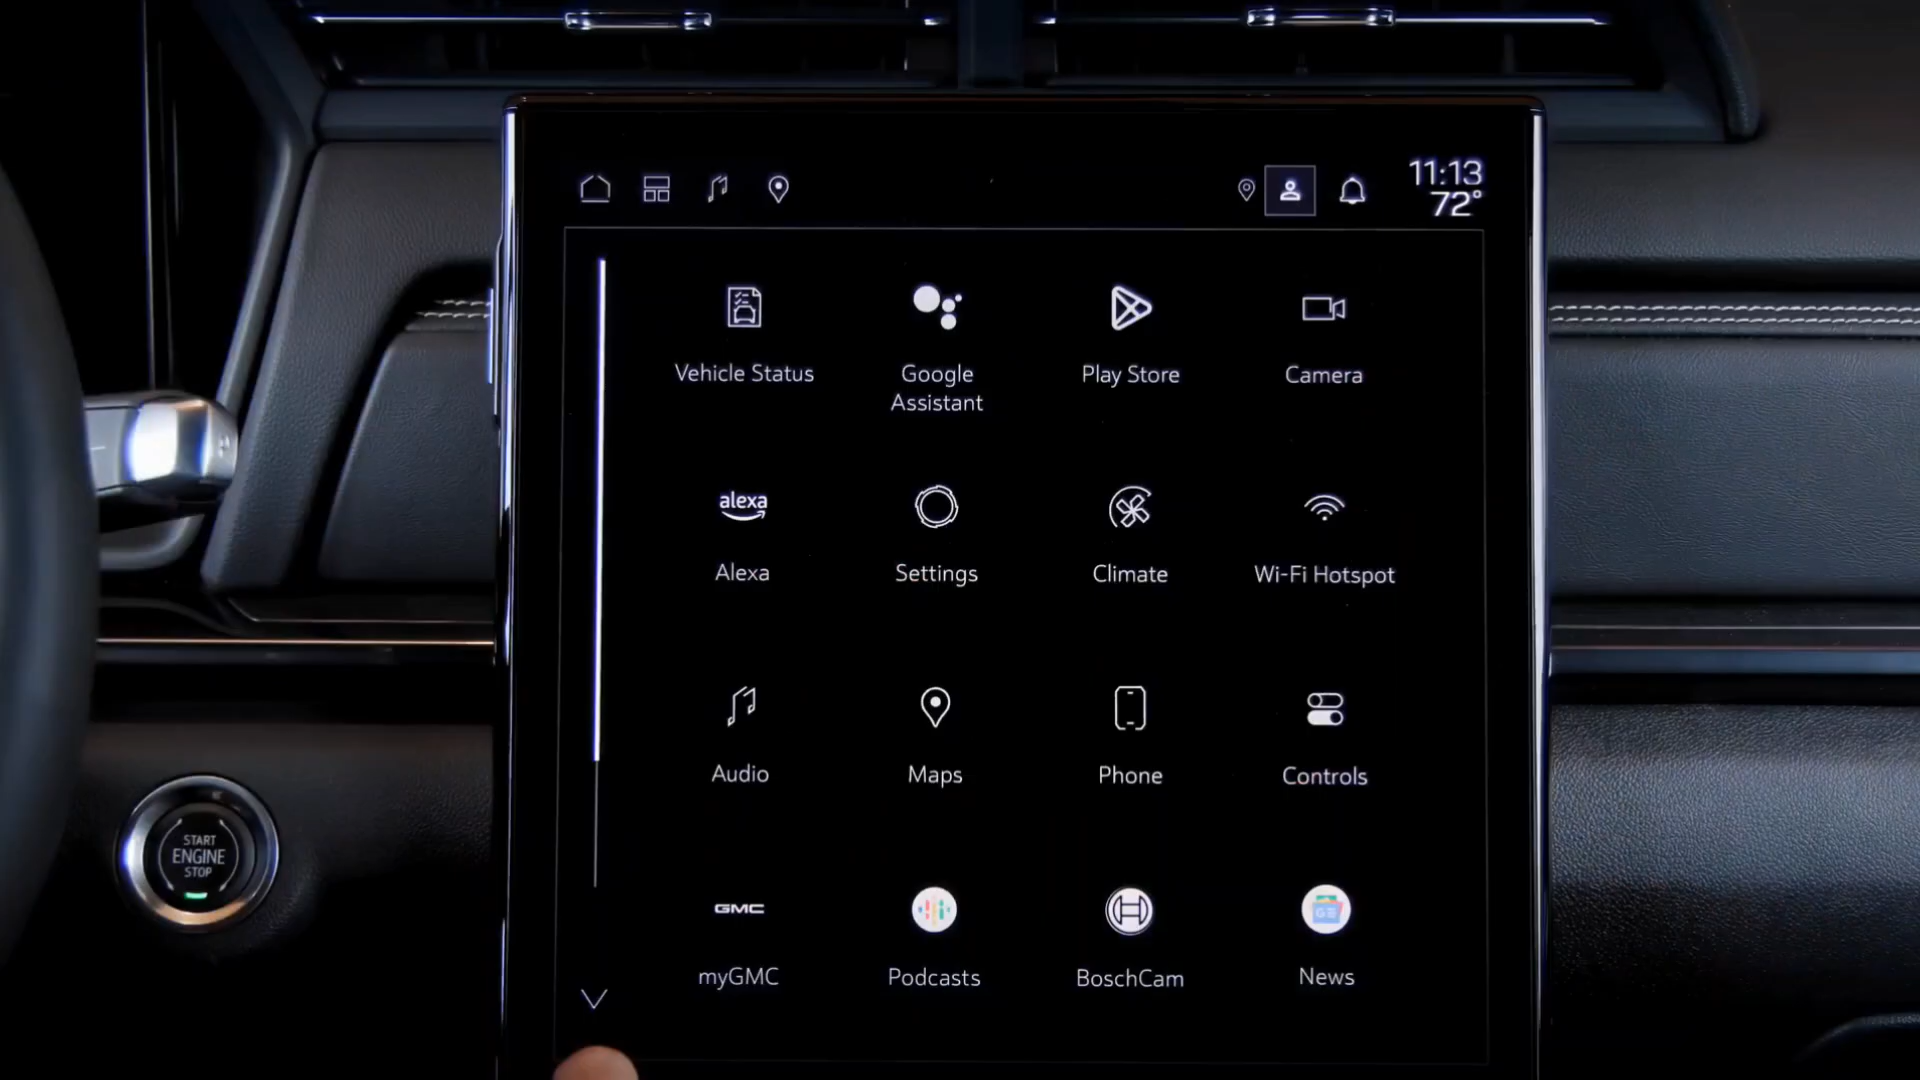 11:13
72°
Vehicle Status
Google
Assistant
Play Store
Camera
alexa
Alexa
Settings
Climate
Wi-Fi Hotspot
Audio
Maps
Phone
Controls
START
ENGINE
STOP
GMC
GE
myGMC
Podcasts
BoschCam
News